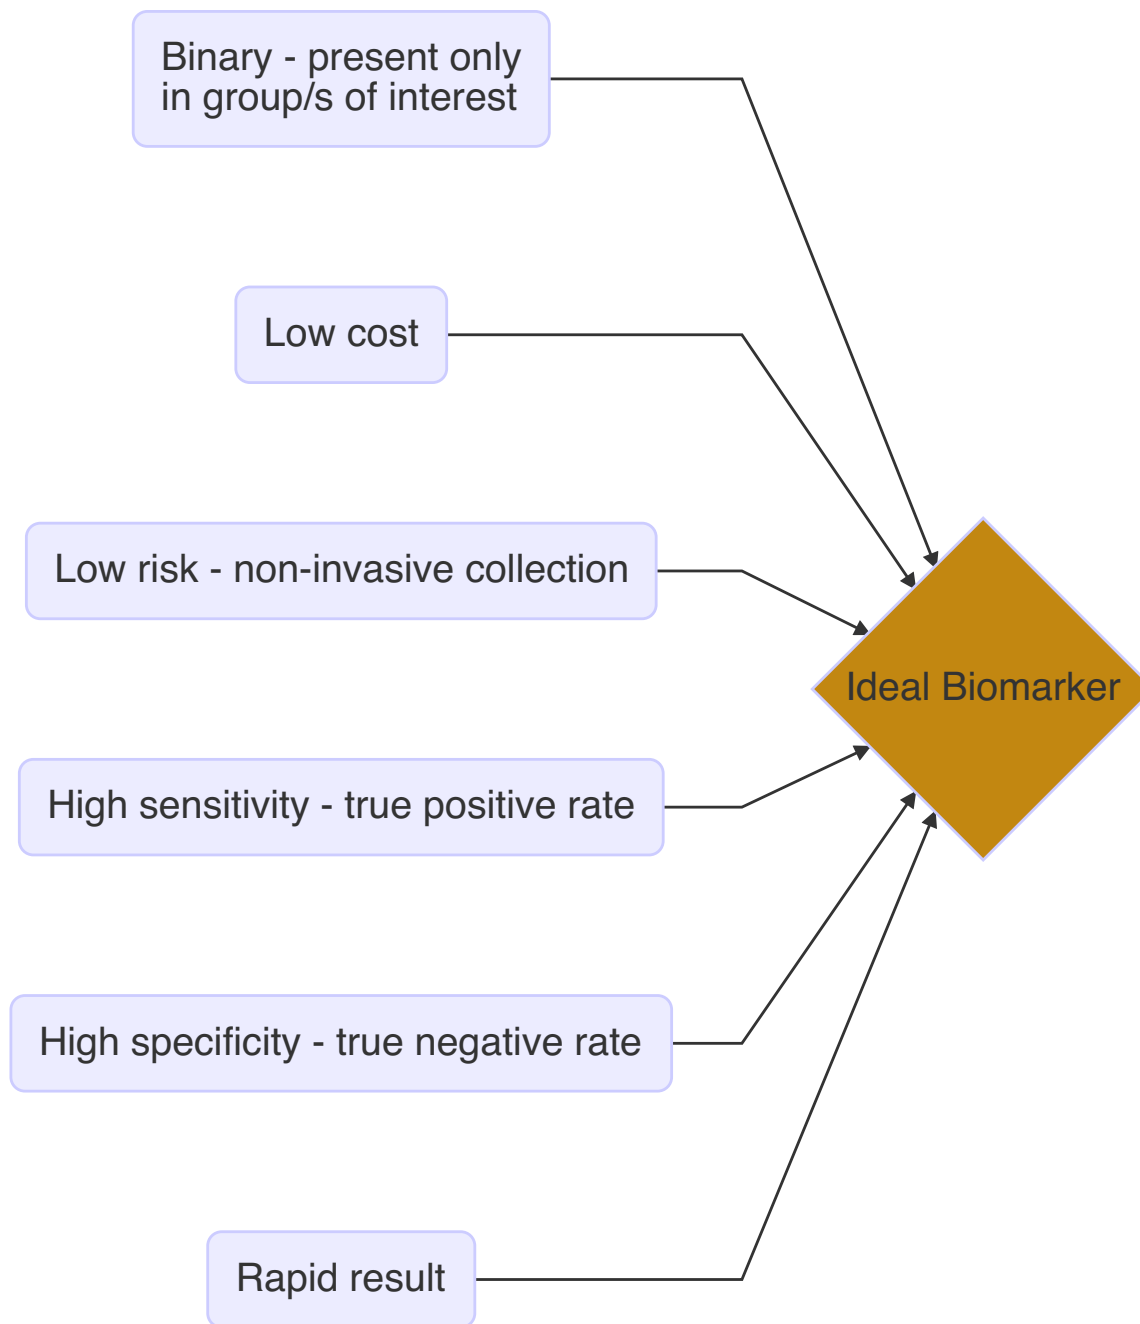 Binary - present only
in group/s of interest
Low cost
Low risk - non-invasive collection
Ideal Biomarker
High sensitivity - true positive rate
High specificity - true negative rate
Rapid result